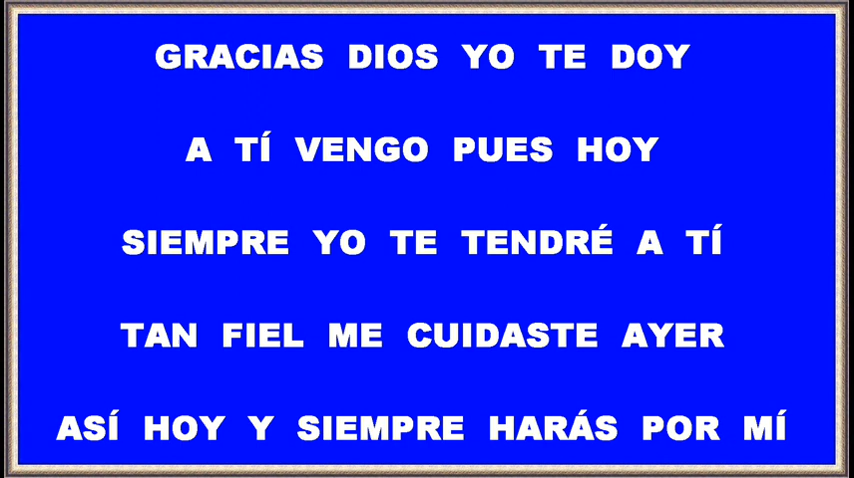 GRACIAS DIOS YO TE DOY
A TÍ VENGO PUES HOY
SIEMPRE YO TE TENDRÉ A TÍ
TAN FIEL ME CUIDASTE AYER
ASÍ HOY Y SIEMPRE HARÁS POR MÍ